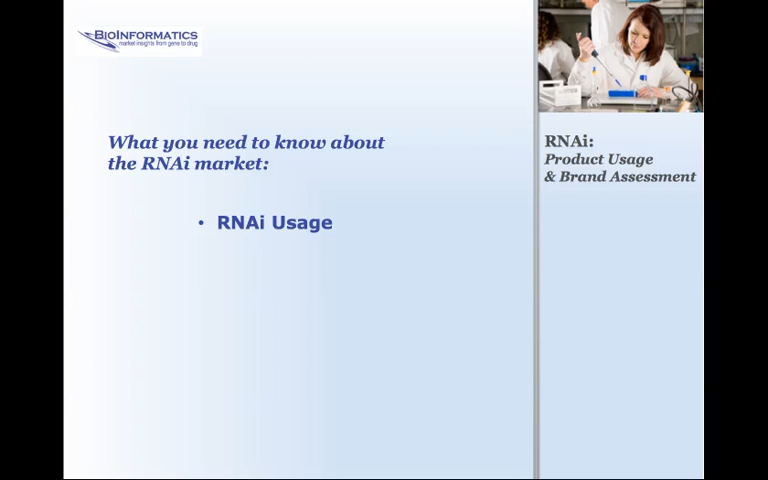 BIOINFORMATICS
market insights from gene to drug
What you need to know about
the RNAi market:
• RNAi Usage
RNAi:
Product Usage
& Brand Assessment